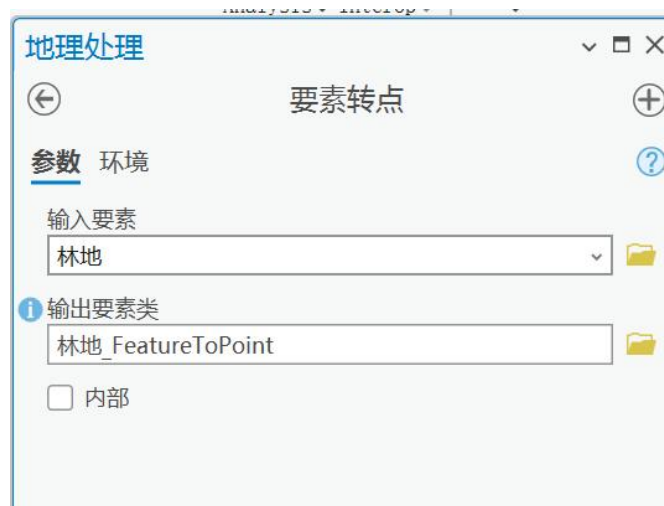 地理处理
要素转点
参数 环境
输入要素
林地
输出要素类
林地_FeatureToPoint
内部